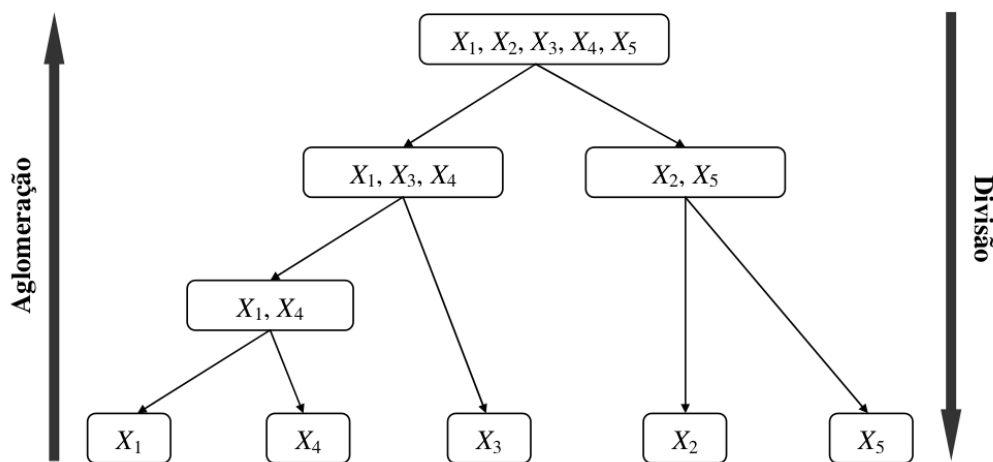 X₁, X₂, X₃, X₄, X₅
Aglomeração
X₁, X₃, X₄
X₂, X₅
Divisão
X₁, X₄
X₁
X₄
X₃
X₂
X₅